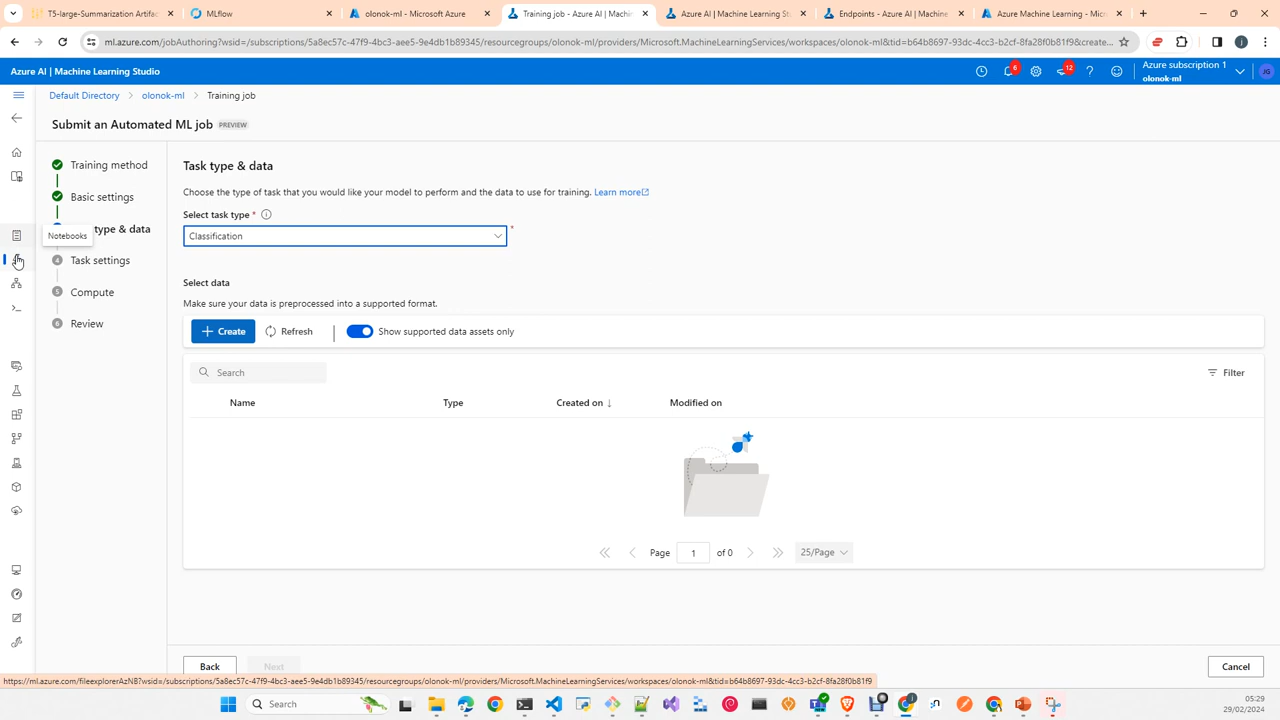 T5-large-Summarization Artifac
MLflow
olonok-ml - Microsoft Azure
Training job - Azure AI | Machin
Azure AI | Machine Learning Stu
Endpoints - Azure AI | Machine
Azure Machine Learning - Micr
ml.azure.com/jobAuthoring?wsid=/subscriptions/5a8ec57c-47f9-4bc3-aee5-9e4db1b89345/resourcegroups/olonok-ml/providers/Microsoft.MachineLearningServices/workspaces/olonok-ml&tid=b64b8697-93dc-4cc3-b2cf-8fa28f0b81f9&create...
Azure AI | Machine Learning Studio
6
12
Azure subscription 1
olonok-ml
JG
Default Directory > olonok-ml > Training job
Submit an Automated ML job PREVIEW
Training method
Basic settings
type & data
Notebooks
4 Task settings
5 Compute
6 Review
Task type & data
Choose the type of task that you would like your model to perform and the data to use for training. Learn more
Select task type *
Classification
*
Select data
Make sure your data is preprocessed into a supported format.
+ Create
Refresh
Show supported data assets only
Search
Filter
Name Type Created on ↓ Modified on
Page 1 of 0 25/Page
Back
Next
Cancel
https://ml.azure.com/fileexplorerAzNB?wsid=/subscriptions/5a8ec57c-47f9-4bc3-aee5-9e4db1b89345/resourcegroups/olonok-ml/providers/Microsoft.MachineLearningServices/workspaces/olonok-ml&tid=b64b8697-93dc-4cc3-b2cf-8fa28f0b81f9
Search
05:29
29/02/2024